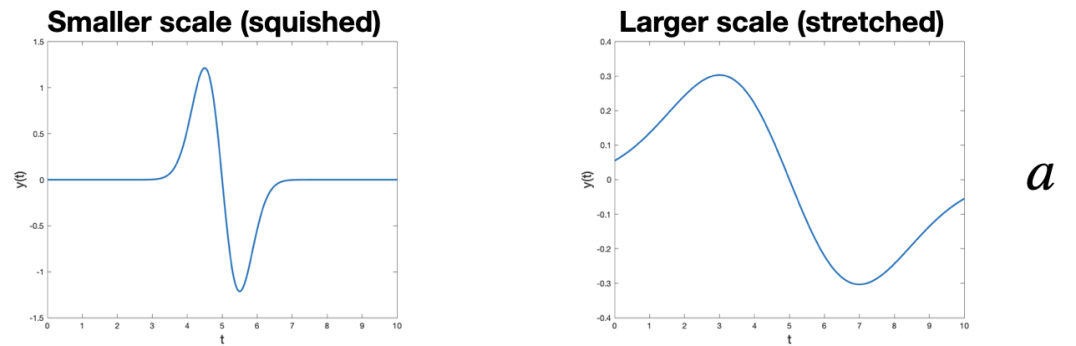 Smaller scale (squished)
1.5
1
0.5
0
-0.5
-1
-1.5
y(t)
0 1 2 3 4 5 6 7 8 9 10
t
Larger scale (stretched)
0.4
0.3
0.2
0.1
0
-0.1
-0.2
-0.3
-0.4
y(t)
0 1 2 3 4 5 6 7 8 9 10
t
a